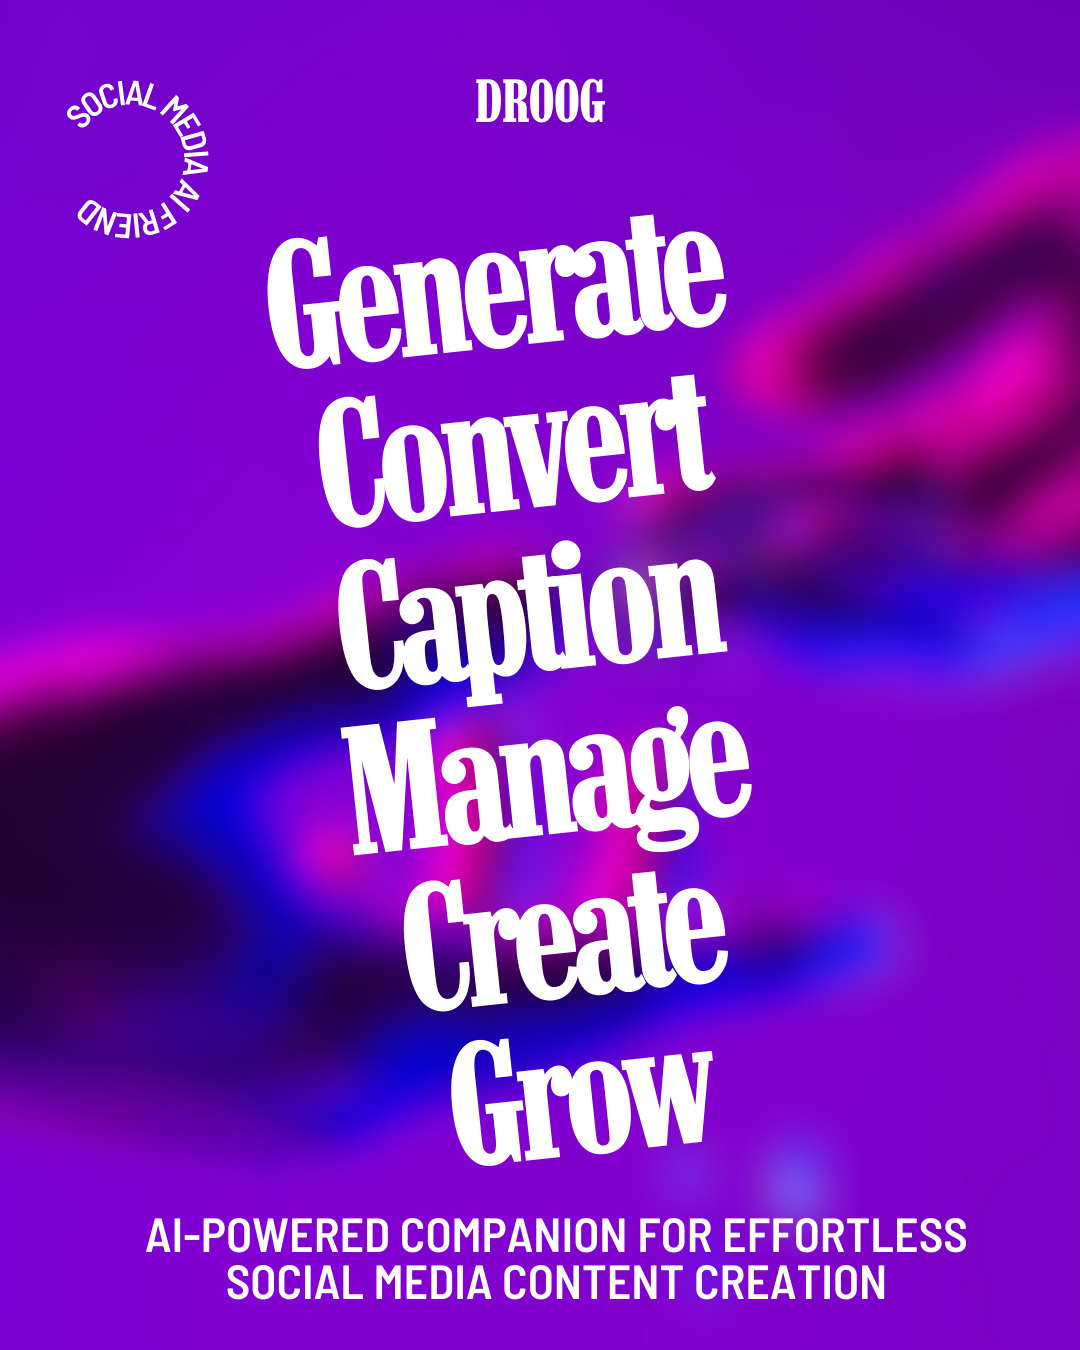 SOCIAL MEDIA AI FRIEND
DROOG
Generate
Convert
Caption
Manage
Create
Grow
AI-POWERED COMPANION FOR EFFORTLESS
SOCIAL MEDIA CONTENT CREATION